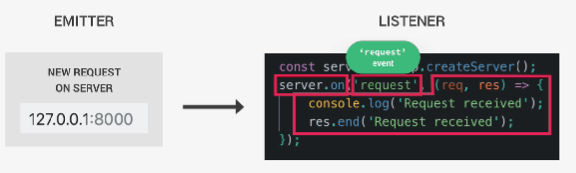 EMITTER
LISTENER
NEW REQUEST
ON SERVER
127.0.0.1:8000
'request'
event
const serv p.createServer();
server.on('request', (req, res) => {
console.log('Request received');
res.end('Request received');
});